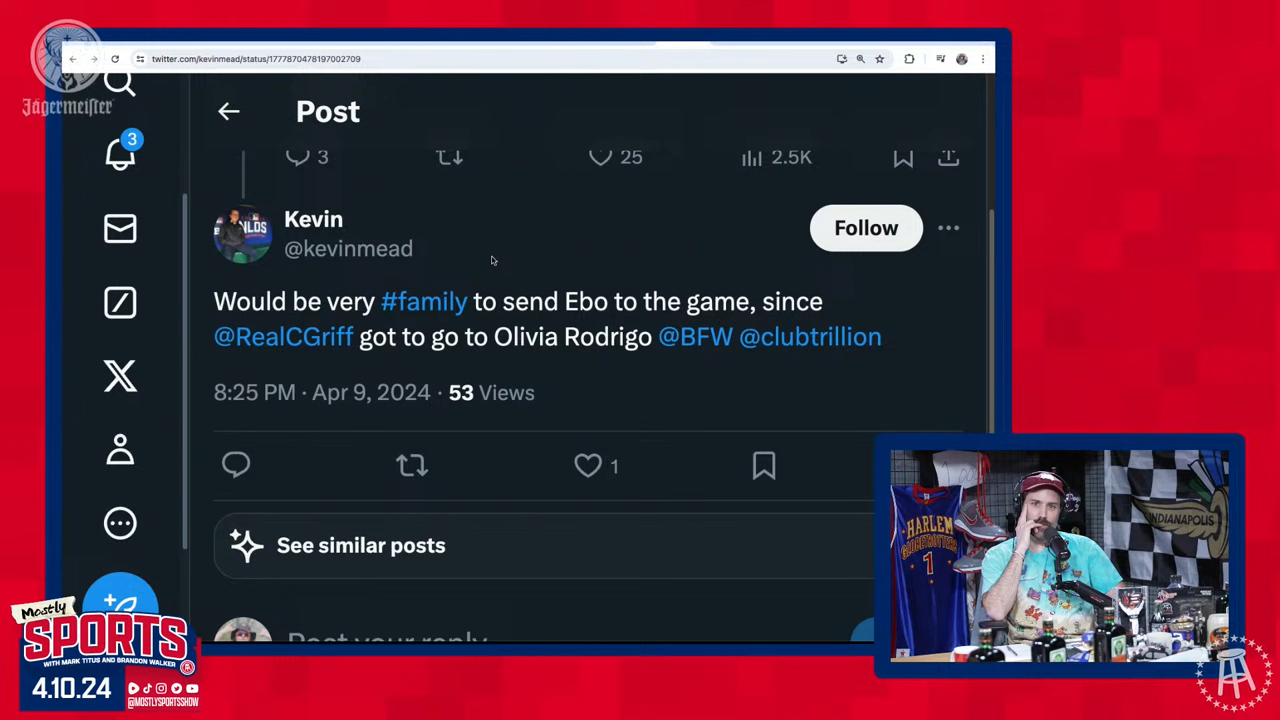 twitter.com/kevinmead/status/1777870478197002709
Jägermeister
Post
3
3
25
2.5K
Kevin
@kevinmead
Follow
Would be very #family to send Ebo to the game, since
@RealCGriff got to go to Olivia Rodrigo @BFW @clubtrillion
8:25 PM · Apr 9, 2024 · 53 Views
1
See similar posts
Post your reply
HARLEM
GLOBETROTTERS
1
INDIANAPOLIS
Mostly
SPORTS
WITH MARK TITUS AND BRANDON WALKER
4.10.24
@MOSTLYSPORTSSHOW